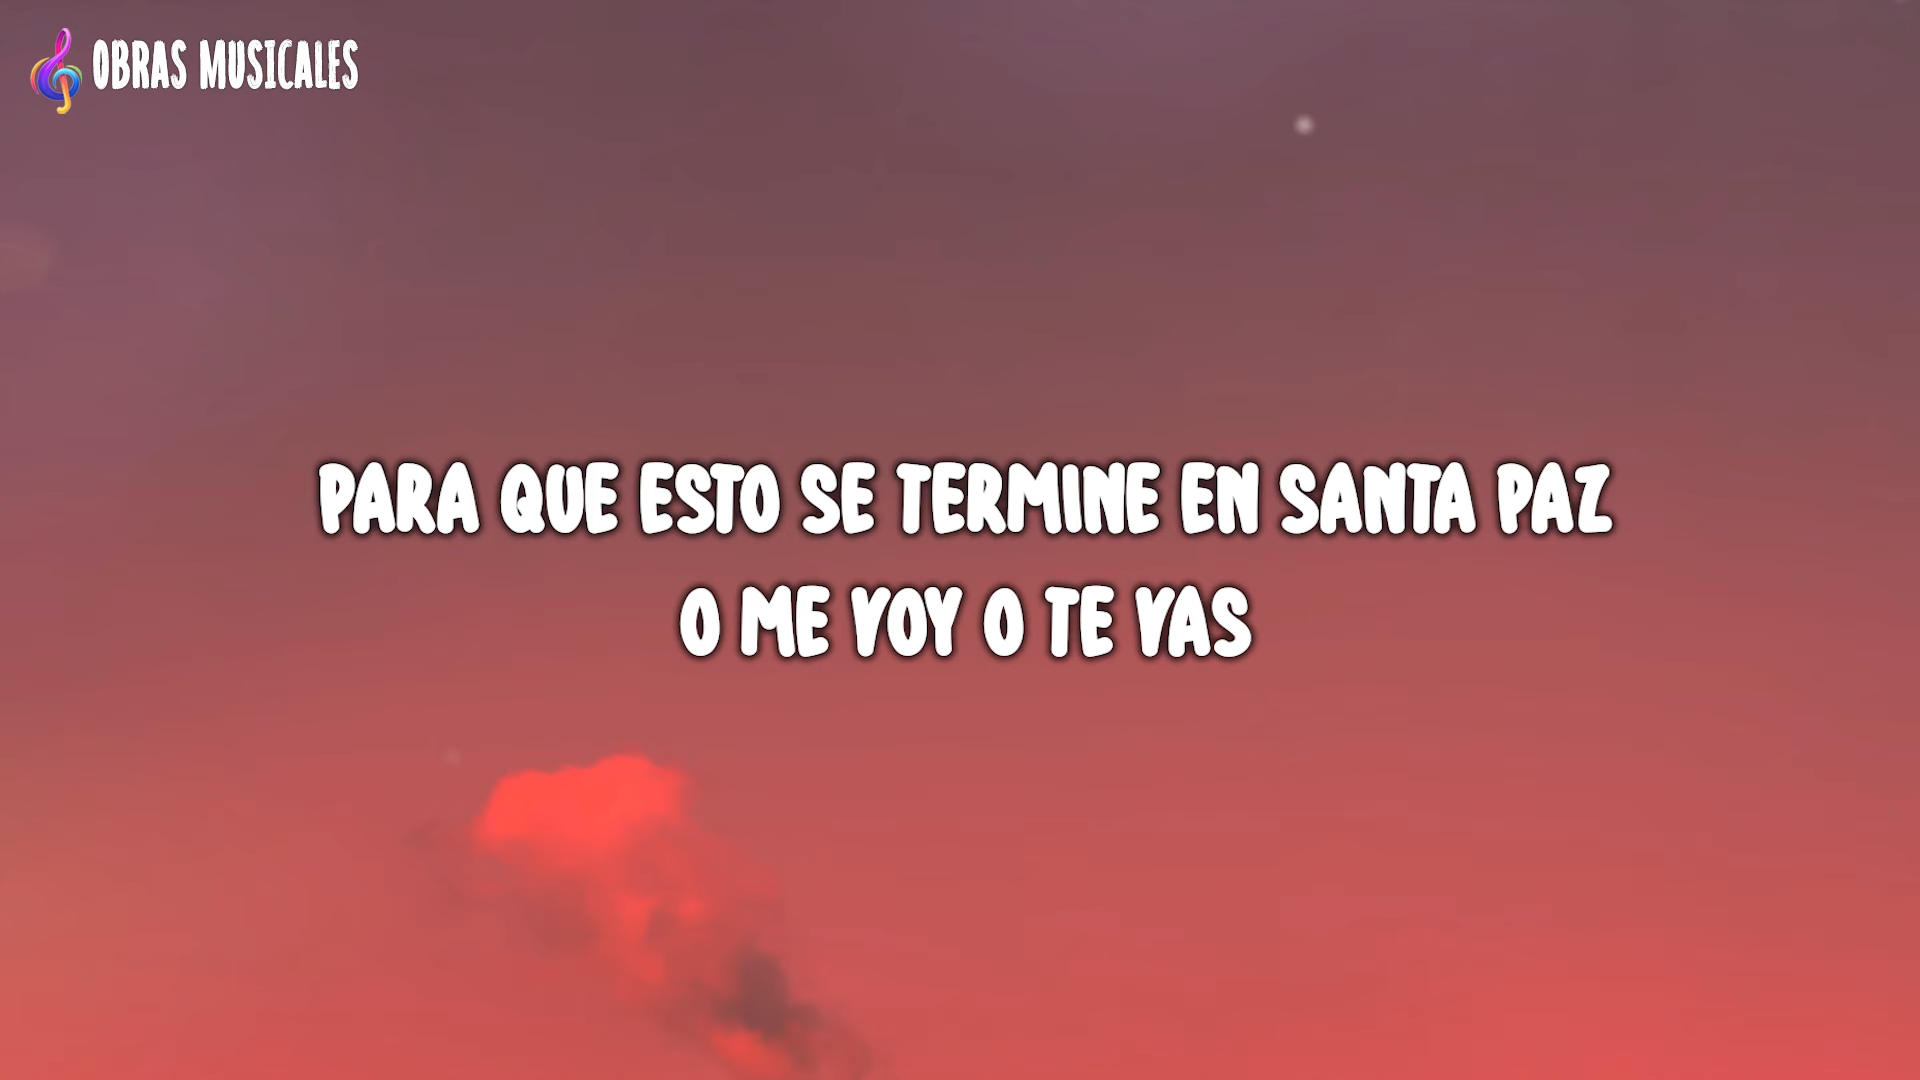 OBRAS MUSICALES
PARA QUE ESTO SE TERMINE EN SANTA PAZ
O ME VOY O TE VAS